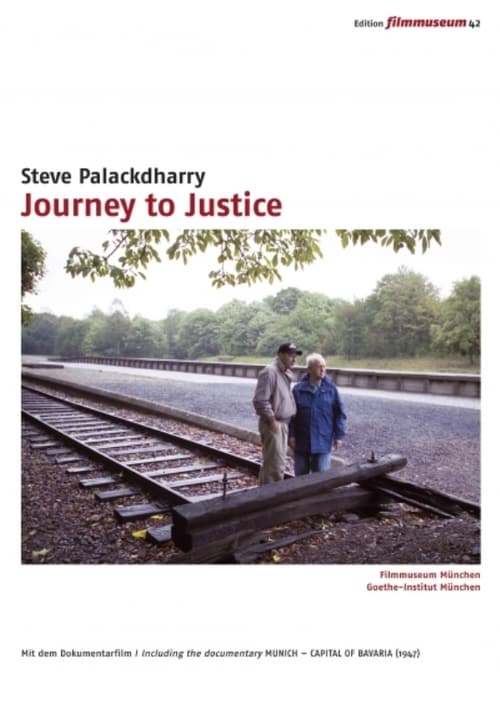 Edition filmmuseum 42
Steve Palackdharry
Journey to Justice
Filmmuseum München
Goethe-Institut München
Mit dem Dokumentarfilm / Including the documentary MUNICH – CAPITAL OF BAVARIA (1947)